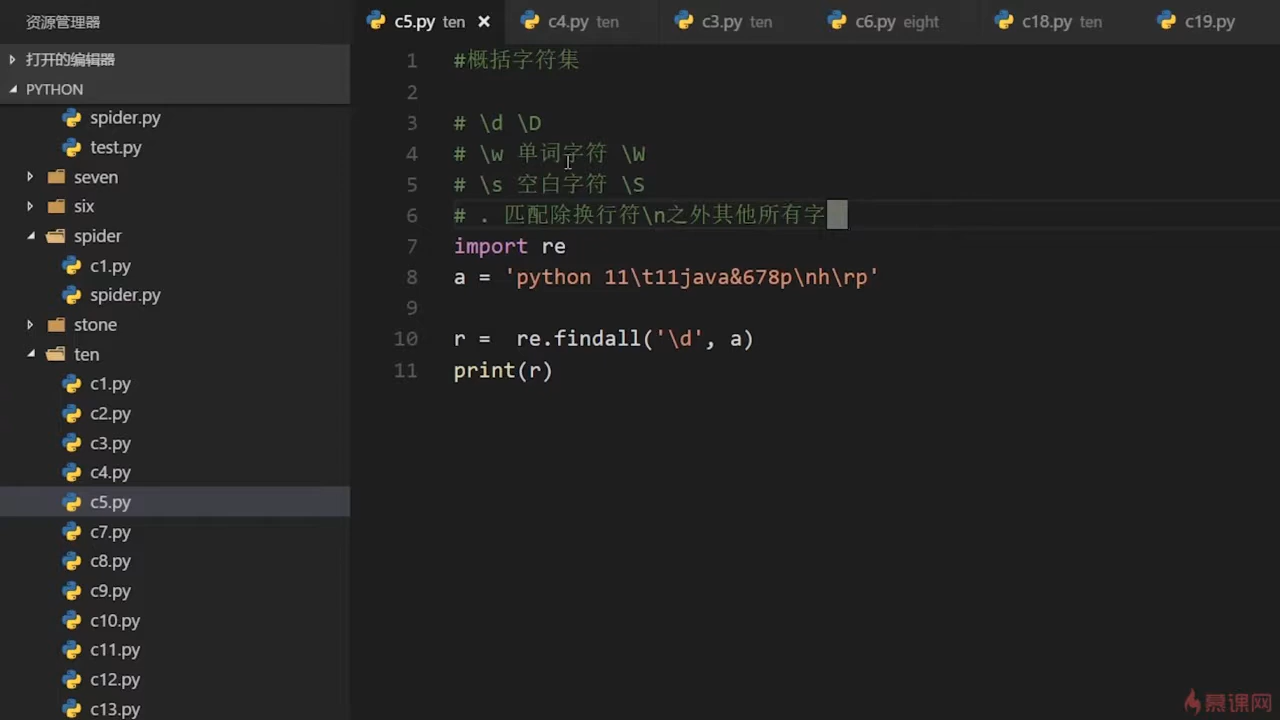 资源管理器
打开的编辑器
PYTHON
spider.py
test.py
seven
six
spider
c1.py
spider.py
stone
ten
c1.py
c2.py
c3.py
c4.py
c5.py
c7.py
c8.py
c9.py
c10.py
c11.py
c12.py
c13.py
c5.py ten
c4.py ten
c3.py ten
c6.py eight
c18.py ten
c19.py
1 #概括字符集
2
3 # \d \D
4 # \w 单词字符 \W
5 # \s 空白字符 \S
6 # . 匹配除换行符\n之外其他所有字
7 import re
8 a = 'python 11\t11java&678p\nh\rp'
9
10 r =  re.findall('\d', a)
11 print(r)
慕课网